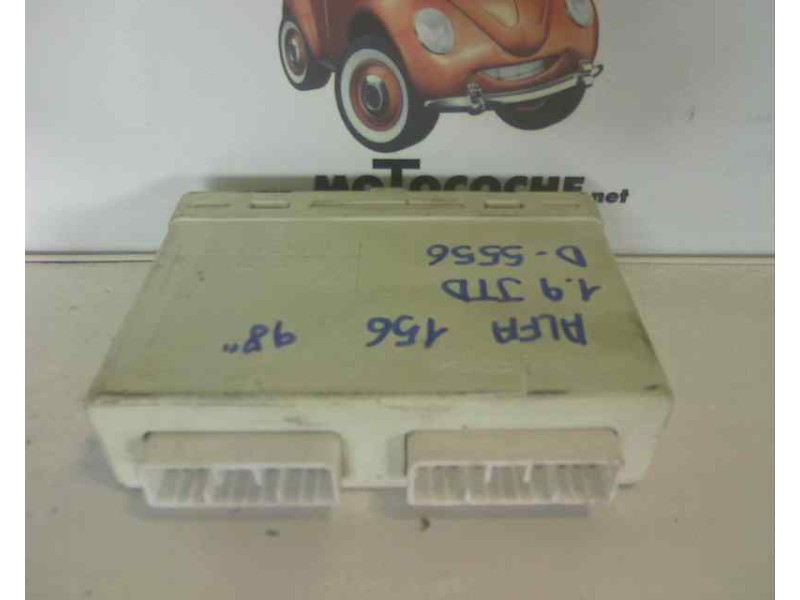 MOTOCOCHE.net
ALFA 156 98"
1.9 JTD
D-5556